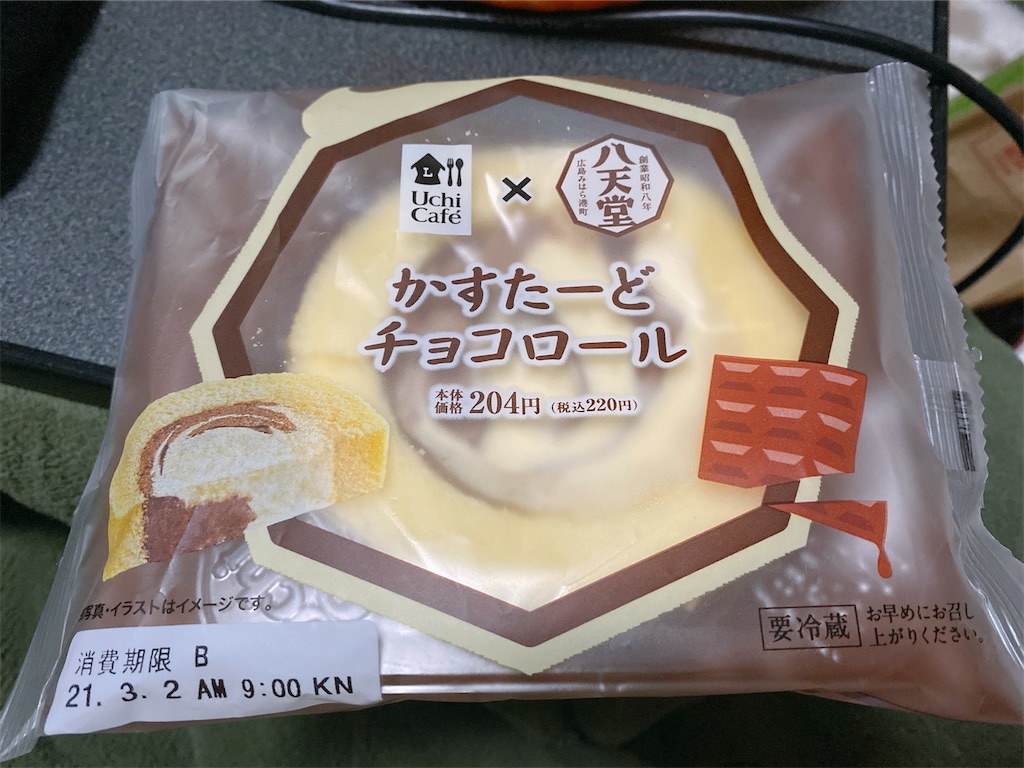 L
Uchi
Café
×
創業昭和八年
八天堂
広島みはら港町
かすたーど
チョコロール
本体
価格 204円 (税込220円)
写真・イラストはイメージです。
要冷蔵
お早めにお召し
上がりください。
消費期限 B
21. 3. 2 AM 9:00 KN